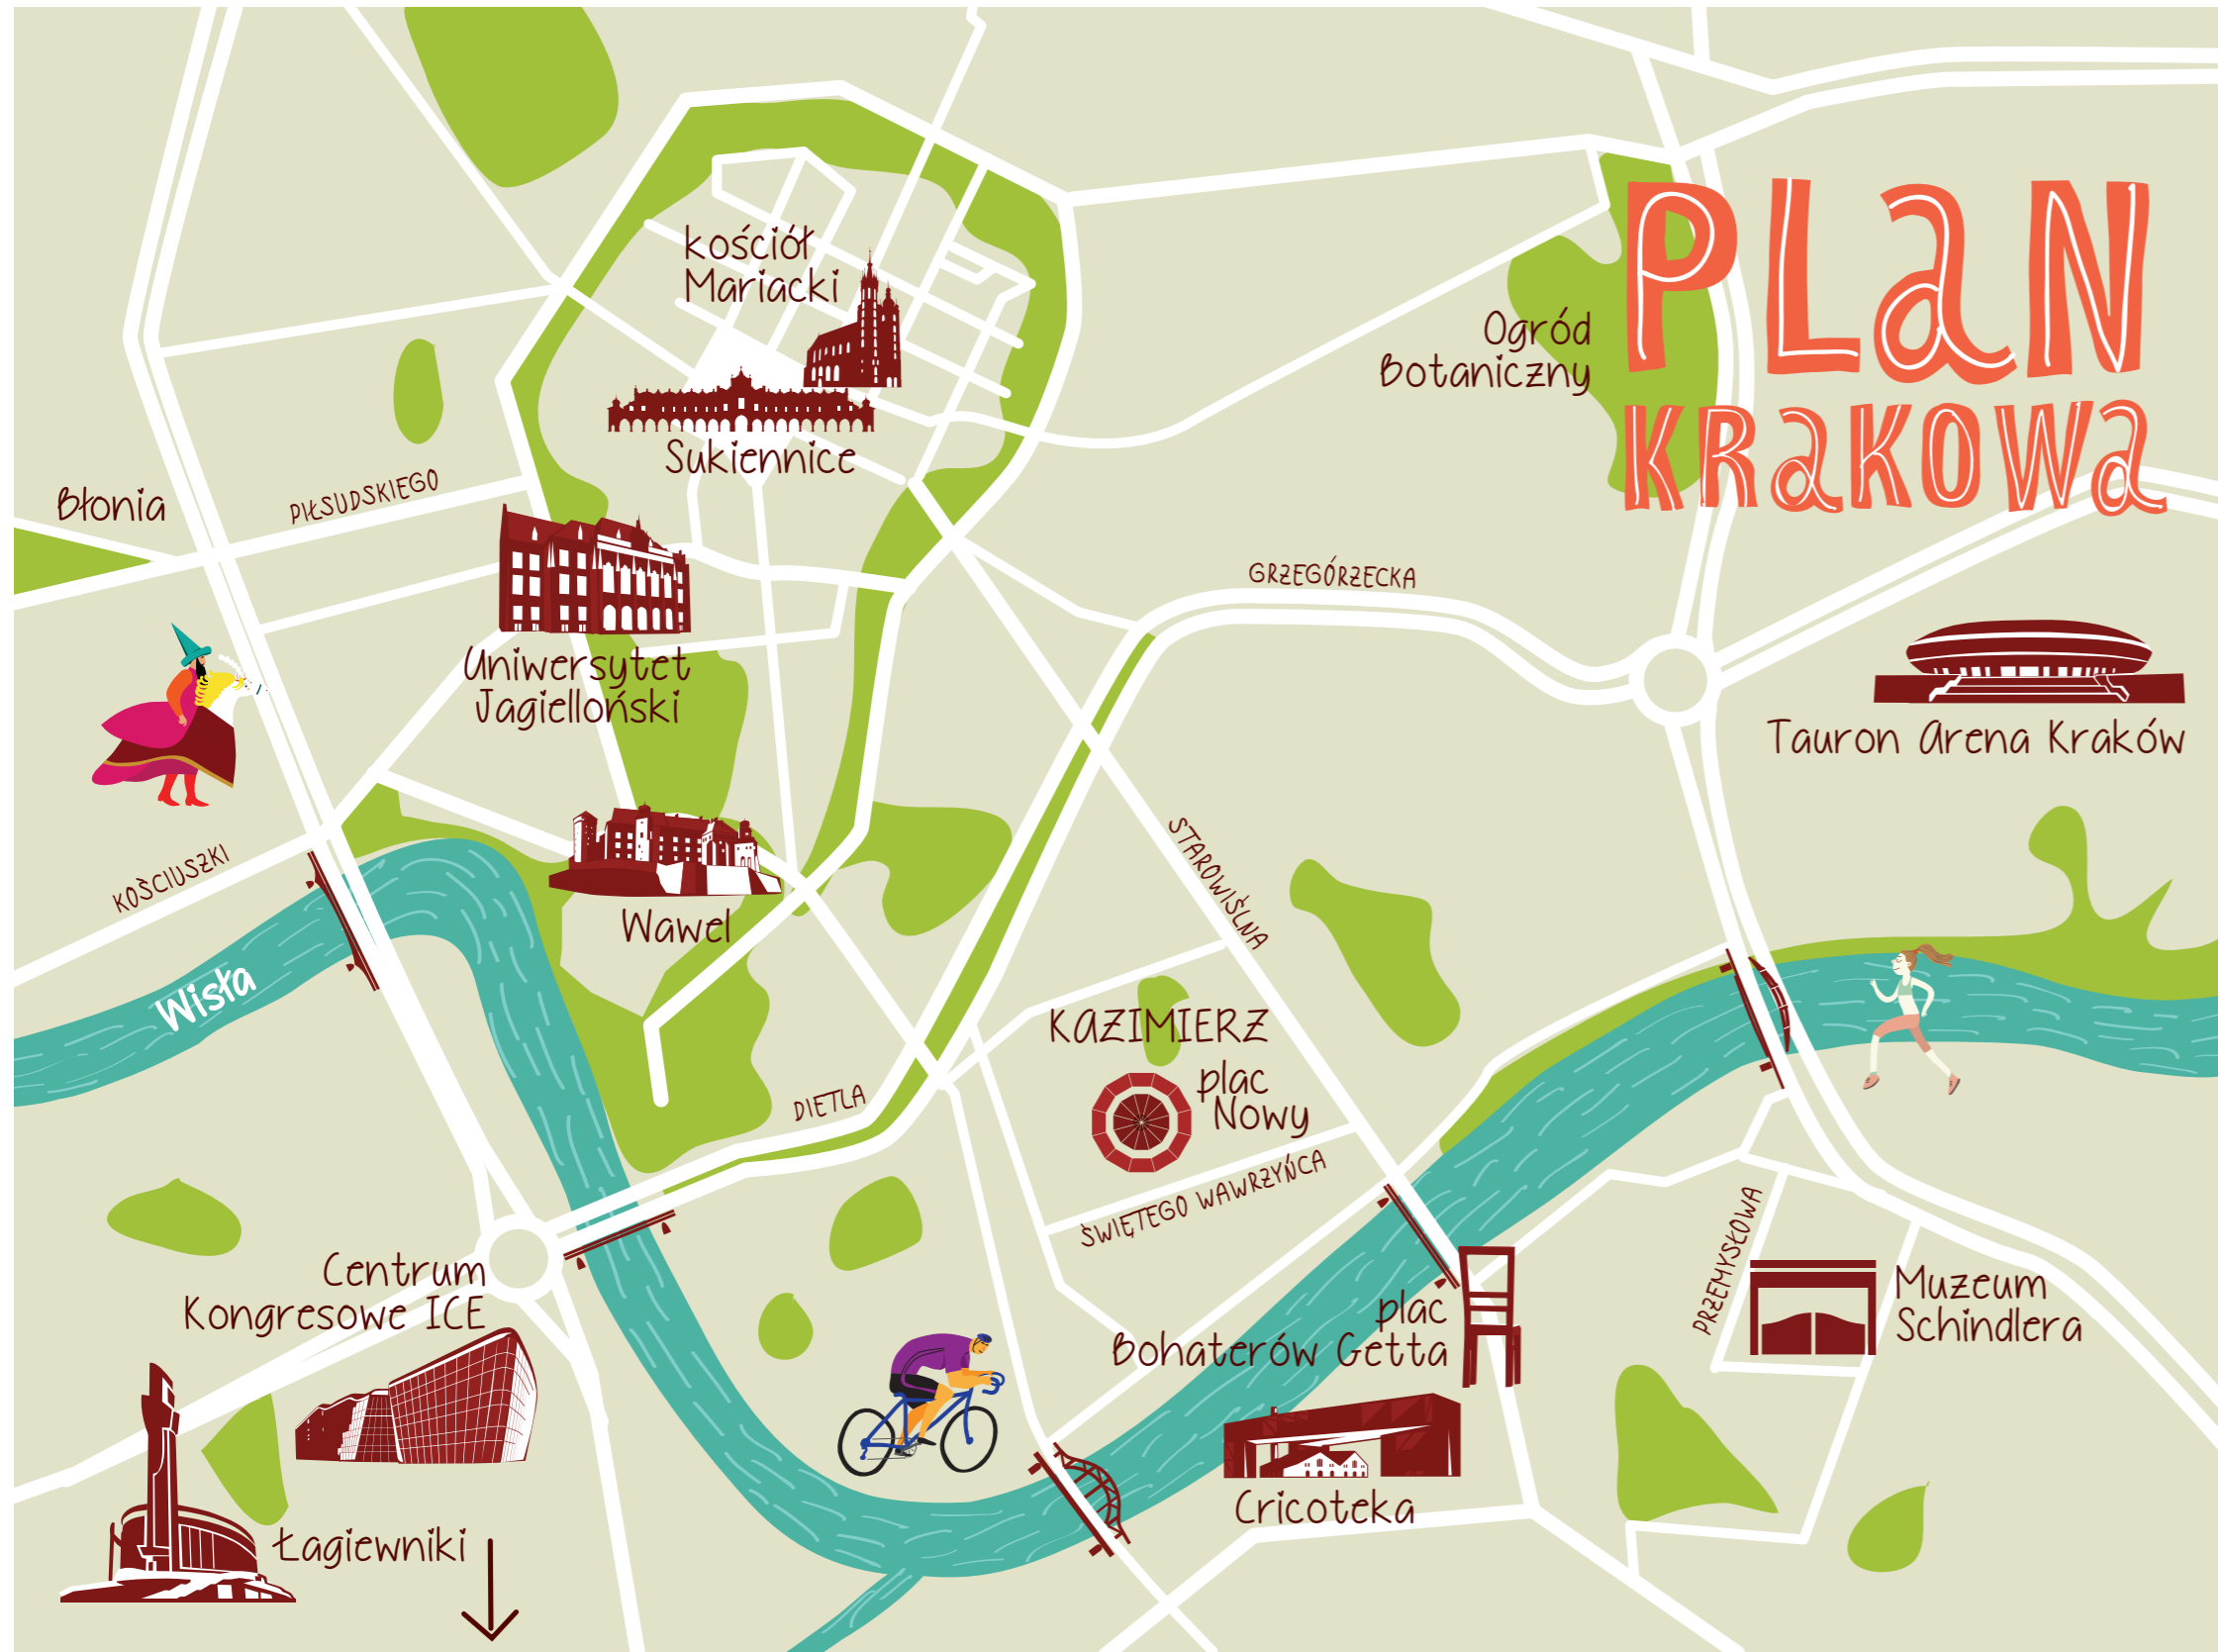 PLaN
KRaKOWa
kościół
Mariacki
Sukiennice
Ogród
Botaniczny
Błonia
PIŁSUDSKIEGO
GRZEGÓRZECKA
Uniwersytet
Jagielloński
Tauron Arena Kraków
KOŚCIUSZKI
STAROWIŚLNA
Wawel
Wisła
KAZIMIERZ
plac
Nowy
DIETLA
ŚWIĘTEGO WAWRZYŃCA
PRZEMYSŁOWA
Centrum
Kongresowe ICE
plac
Bohaterów Getta
Muzeum
Schindlera
Cricoteka
Łagiewniki